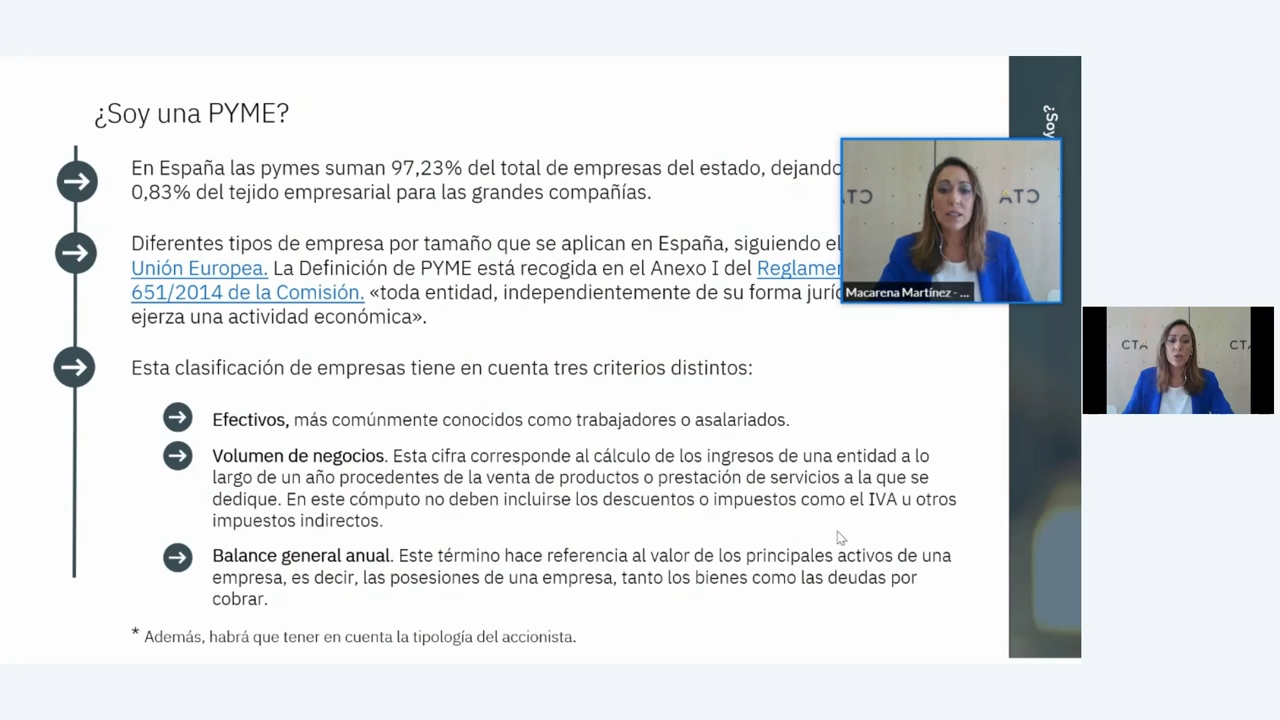 ¿Soy una PYME?
¿Soy
En España las pymes suman 97,23% del total de empresas del estado, dejando
0,83% del tejido empresarial para las grandes compañías.
Diferentes tipos de empresa por tamaño que se aplican en España, siguiendo el
Unión Europea. La Definición de PYME está recogida en el Anexo I del
651/2014 de la Comisión. «toda entidad, independientemente de su forma
ejerza una actividad económica».
Esta clasificación de empresas tiene en cuenta tres criterios distintos:
Efectivos, más comúnmente conocidos como trabajadores o asalariados.
Volumen de negocios. Esta cifra corresponde al cálculo de los ingresos de una entidad a lo
largo de un año procedentes de la venta de productos o prestación de servicios a la que se
dedique. En este cómputo no deben incluirse los descuentos o impuestos como el IVA u otros
impuestos indirectos.
Balance general anual. Este término hace referencia al valor de los principales activos de una
empresa, es decir, las posesiones de una empresa, tanto los bienes como las deudas por
cobrar.
* Además, habrá que tener en cuenta la tipología del accionista.
Macarena Martínez - ...
CTA